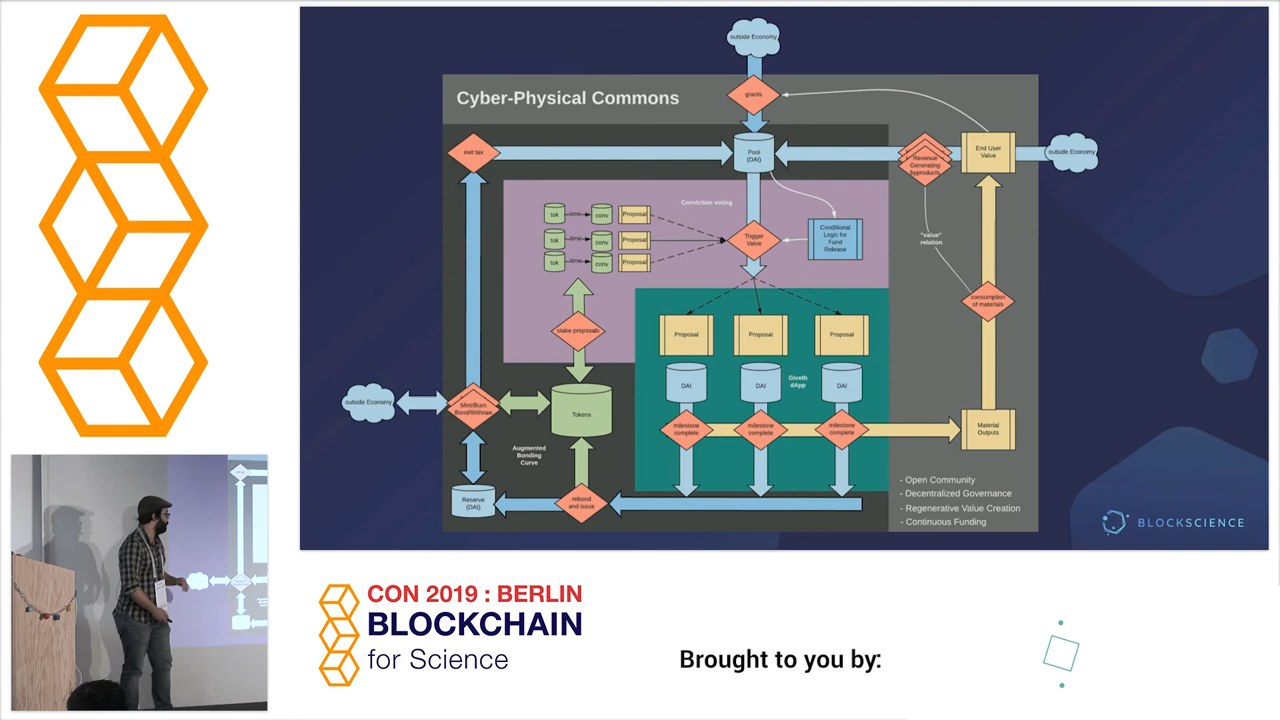 outside Economy
Cyber-Physical Commons
grants
exit tax
Pool
(DAI)
Revenue
Generating
byproducts
End User
Value
outside Economy
Conviction voting
tok
time
conv
Proposal
tok
time
conv
Proposal
tok
time
conv
Proposal
Trigger
Valve
Conditional
Logic for
Fund
Release
"value"
relation
consumption
of materials
stake proposals
Proposal
Proposal
Proposal
DAI
DAI
Giveth
dApp
DAI
outside Economy
Mint/Burn
Bond/Withdraw
Tokens
milestone
complete
milestone
complete
milestone
complete
Material
Outputs
Augmented
Bonding
Curve
Reserve
(DAI)
rebond
and issue
- Open Community
- Decentralized Governance
- Regenerative Value Creation
- Continuous Funding
BLOCKSCIENCE
CON 2019 : BERLIN
BLOCKCHAIN
for Science
Brought to you by: